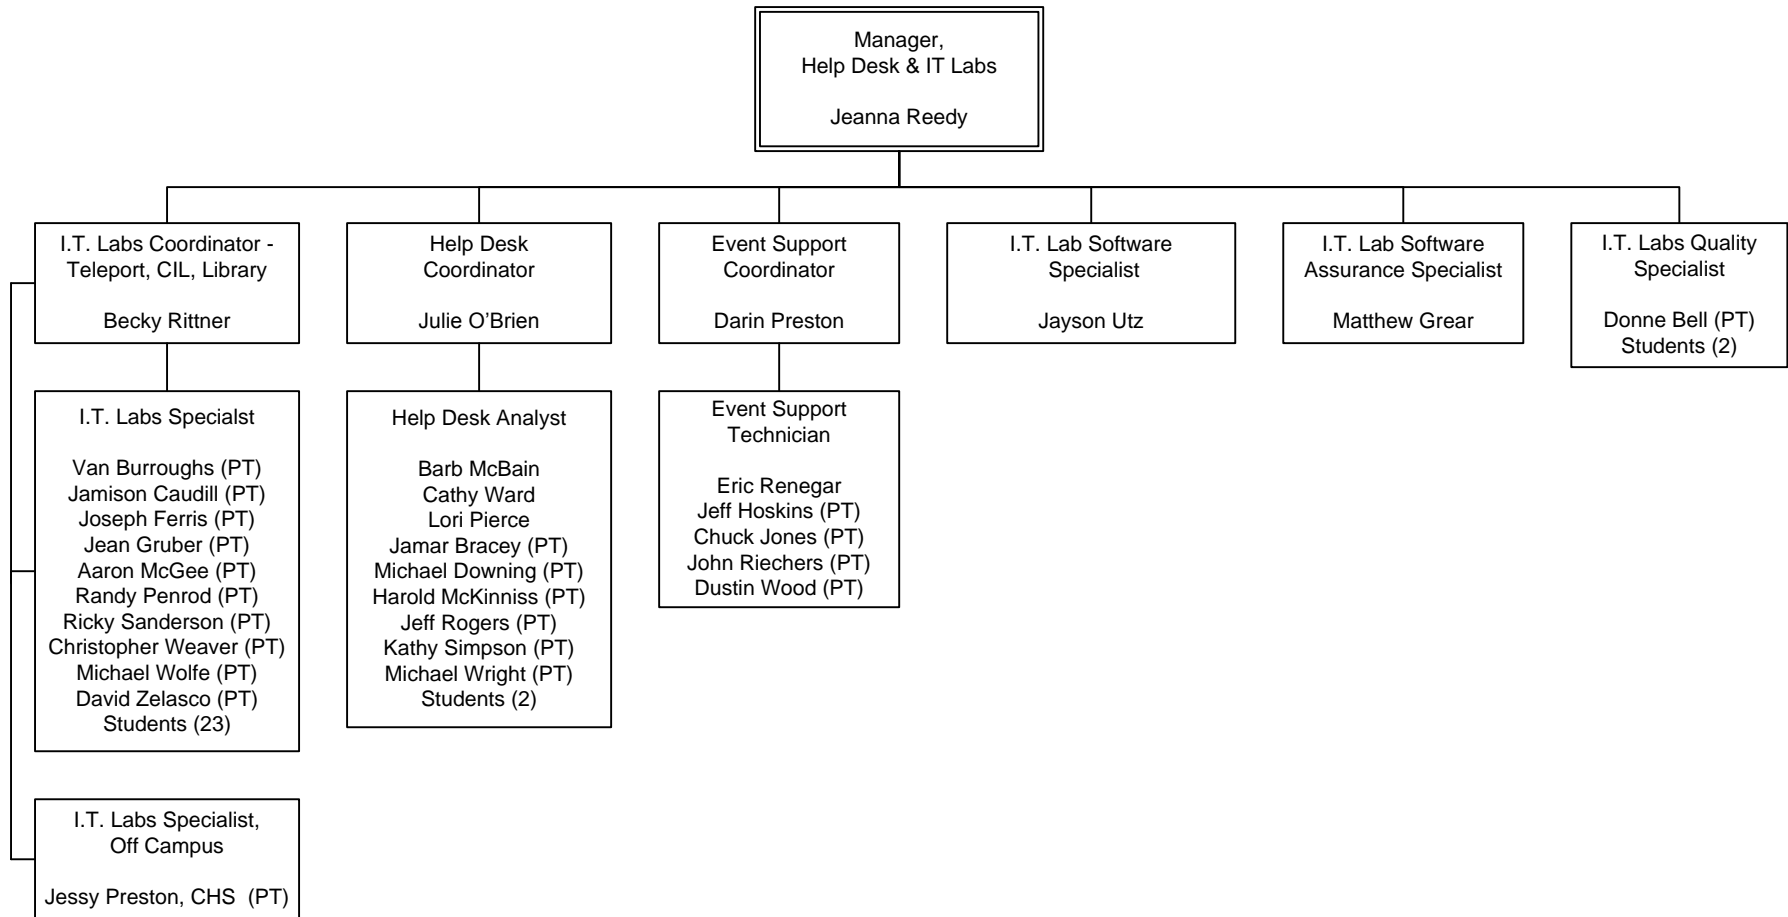 Manager,
Help Desk & IT Labs
Jeanna Reedy
I.T. Labs Coordinator -
Teleport, CIL, Library
Becky Rittner
Help Desk
Coordinator
Julie O'Brien
Event Support
Coordinator
Darin Preston
I.T. Lab Software
Specialist
Jayson Utz
I.T. Lab Software
Assurance Specialist
Matthew Grear
I.T. Labs Quality
Specialist
Donne Bell (PT)
Students (2)
I.T. Labs Specialst
Van Burroughs (PT)
Jamison Caudill (PT)
Joseph Ferris (PT)
Jean Gruber (PT)
Aaron McGee (PT)
Randy Penrod (PT)
Ricky Sanderson (PT)
Christopher Weaver (PT)
Michael Wolfe (PT)
David Zelasco (PT)
Students (23)
Help Desk Analyst
Barb McBain
Cathy Ward
Lori Pierce
Jamar Bracey (PT)
Michael Downing (PT)
Harold McKinniss (PT)
Jeff Rogers (PT)
Kathy Simpson (PT)
Michael Wright (PT)
Students (2)
Event Support
Technician
Eric Renegar
Jeff Hoskins (PT)
Chuck Jones (PT)
John Riechers (PT)
Dustin Wood (PT)
I.T. Labs Specialist,
Off Campus
Jessy Preston, CHS  (PT)